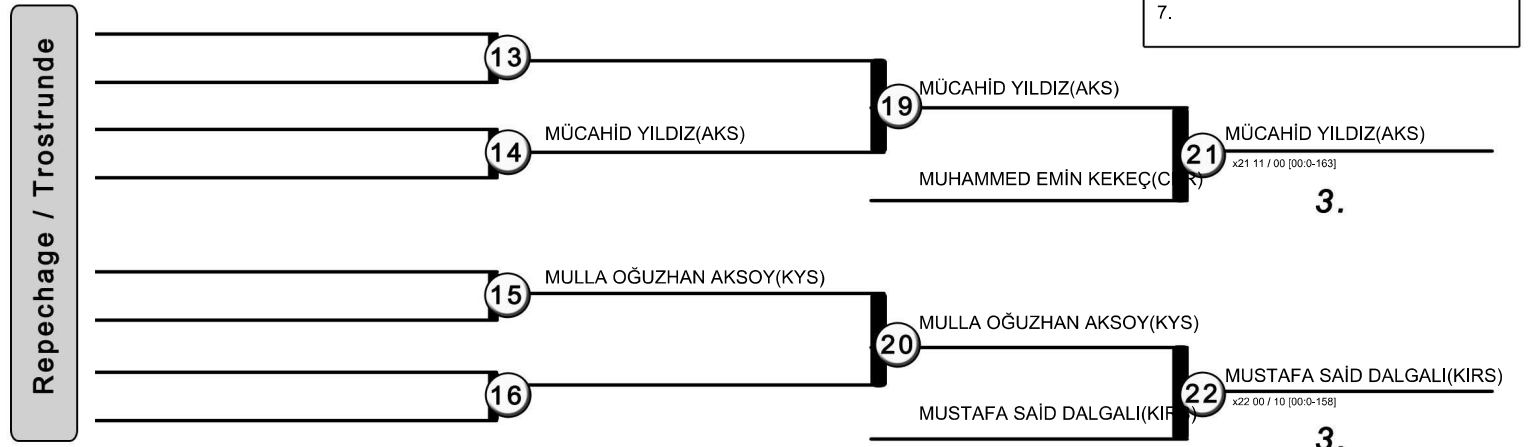 7.
Repechage / Trostrunde
13
MÜCAHİD YILDIZ(AKS)
19
MÜCAHİD YILDIZ(AKS)
14
MÜCAHİD YILDIZ(AKS)
21
x21 11 / 00 [00:0-163]
MUHAMMED EMİN KEKEÇ(
3.
MULLA OĞUZHAN AKSOY(KYS)
15
MULLA OĞUZHAN AKSOY(KYS)
20
MUSTAFA SAİD DALGALI(KIRS)
16
22
x22 00 / 10 [00:0-158]
MUSTAFA SAİD DALGALI(KIRS)
3.